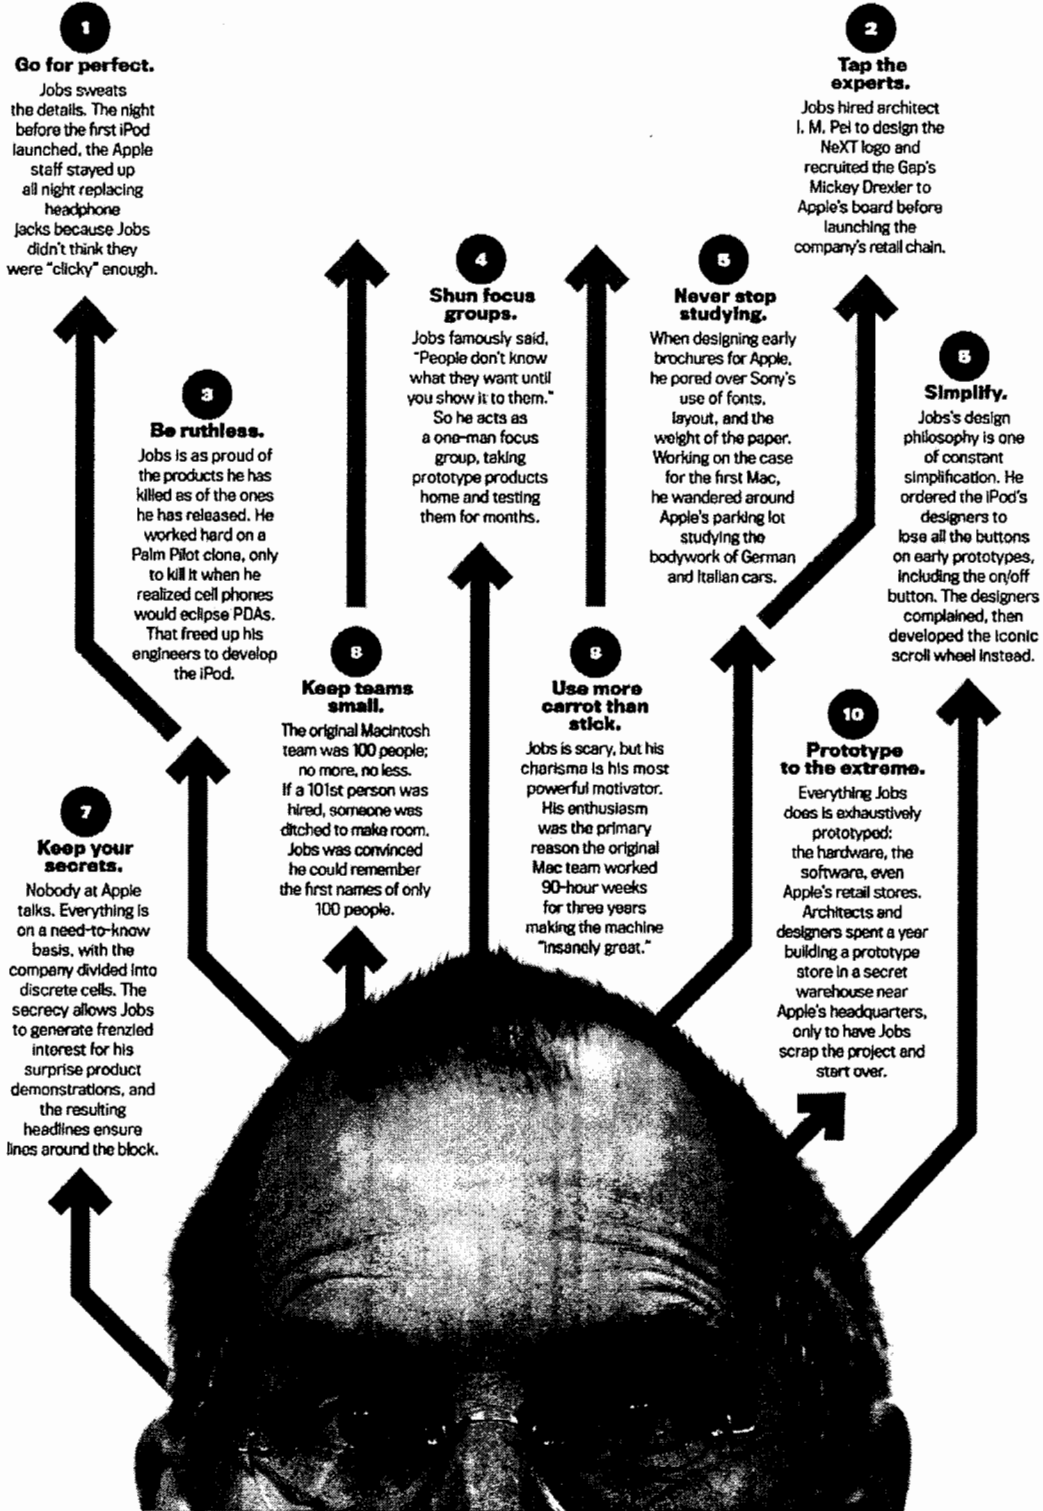 1
Go for perfect.
Jobs sweats
the details. The night
before the first iPod
launched, the Apple
staff stayed up
all night replacing
headphone
jacks because Jobs
didn't think they
were "clicky" enough.
2
Tap the
experts.
Jobs hired architect
I. M. Pei to design the
NeXT logo and
recruited the Gap's
Mickey Drexler to
Apple's board before
launching the
company's retail chain.
3
Be ruthless.
Jobs is as proud of
the products he has
killed as of the ones
he has released. He
worked hard on a
Palm Pilot clone, only
to kill it when he
realized cell phones
would eclipse PDAs.
That freed up his
engineers to develop
the iPod.
4
Shun focus
groups.
Jobs famously said,
"People don't know
what they want until
you show it to them."
So he acts as
a one-man focus
group, taking
prototype products
home and testing
them for months.
5
Never stop
studying.
When designing early
brochures for Apple,
he pored over Sony's
use of fonts,
layout, and the
weight of the paper.
Working on the case
for the first Mac,
he wandered around
Apple's parking lot
studying the
bodywork of German
and Italian cars.
6
Simplify.
Jobs's design
philosophy is one
of constant
simplification. He
ordered the iPod's
designers to
lose all the buttons
on early prototypes,
including the on/off
button. The designers
complained, then
developed the iconic
scroll wheel instead.
7
Keep your
secrets.
Nobody at Apple
talks. Everything is
on a need-to-know
basis, with the
company divided into
discrete cells. The
secrecy allows Jobs
to generate frenzied
interest for his
surprise product
demonstrations, and
the resulting
headlines ensure
lines around the block.
8
Keep teams
small.
The original Macintosh
team was 100 people;
no more, no less.
If a 101st person was
hired, someone was
ditched to make room.
Jobs was convinced
he could remember
the first names of only
100 people.
9
Use more
carrot than
stick.
Jobs is scary, but his
charisma is his most
powerful motivator.
His enthusiasm
was the primary
reason the original
Mac team worked
90-hour weeks
for three years
making the machine
"insanely great."
10
Prototype
to the extreme.
Everything Jobs
does is exhaustively
prototyped:
the hardware, the
software, even
Apple's retail stores.
Architects and
designers spent a year
building a prototype
store in a secret
warehouse near
Apple's headquarters,
only to have Jobs
scrap the project and
start over.